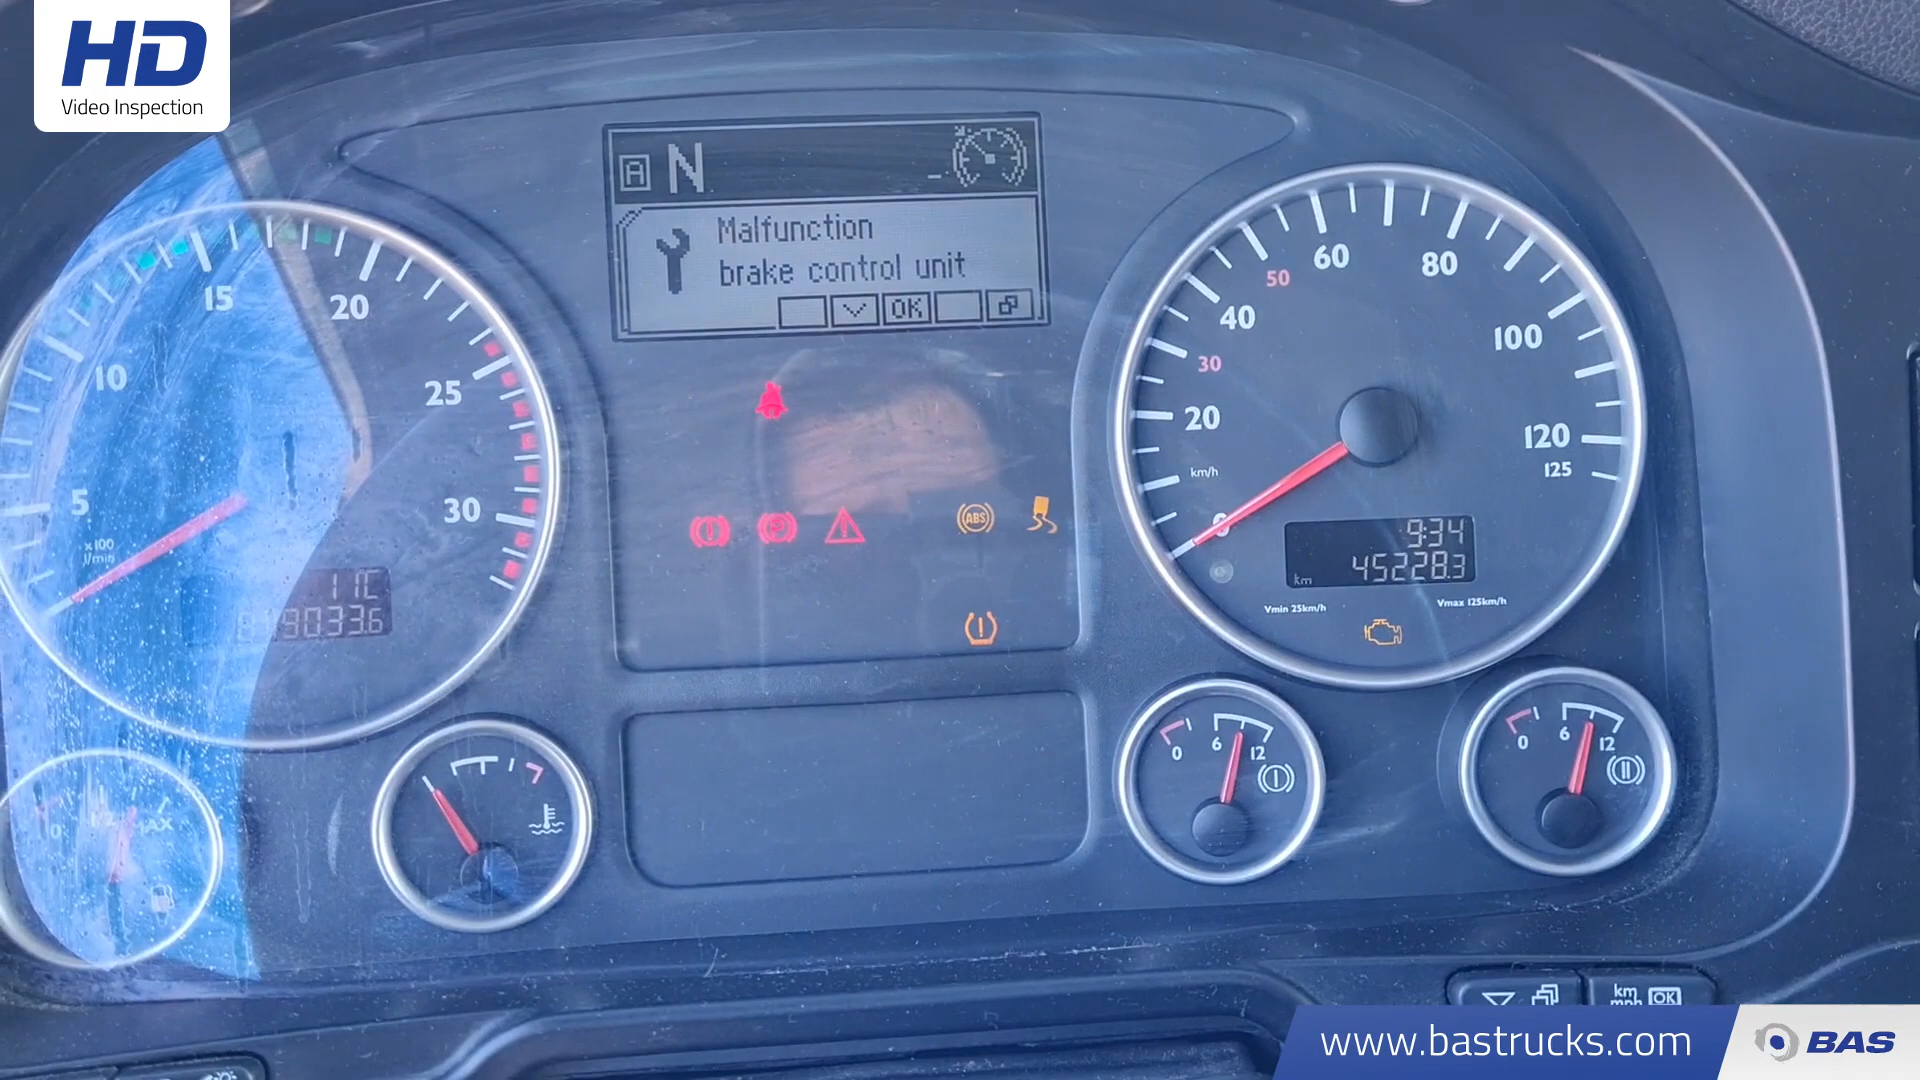 HD
Video Inspection
A N
Malfunction
brake control unit
OK
5
10
15
20
25
30
x100
1/min
11°C
0
20
30
40
50
60
80
100
120
125
km/h
ABS
P
9:34
km 45228.3
Vmin 25km/h
Vmax 125km/h
0 6 12
0 6 12
km
OK
www.bastrucks.com
BAS